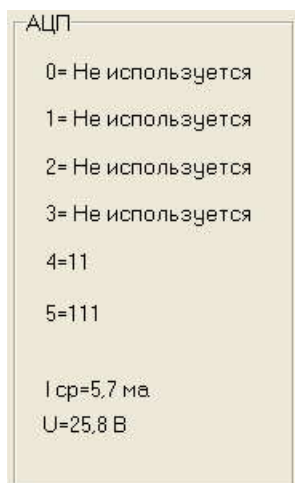 АЦП
0= Не используется
1= Не используется
2= Не используется
3= Не используется
4=11
5=111
I ср=5,7 ма
U=25,8 В